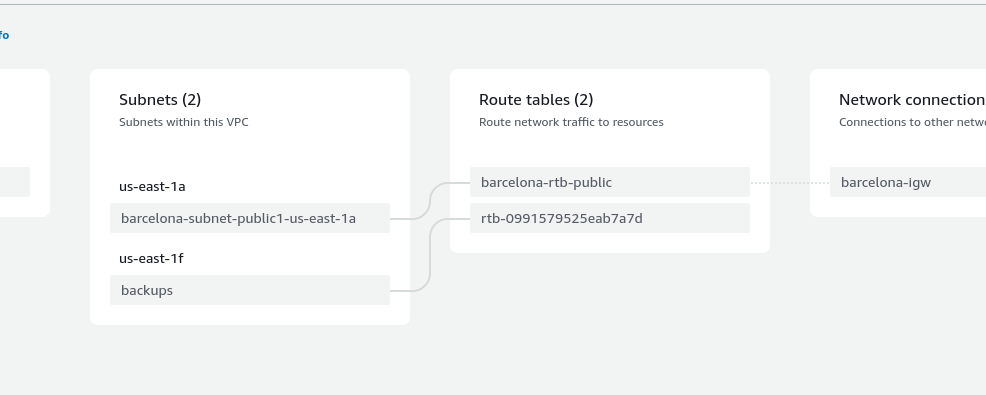 fo
Subnets (2)
Subnets within this VPC
us-east-1a
barcelona-subnet-public1-us-east-1a
us-east-1f
backups
Route tables (2)
Route network traffic to resources
barcelona-rtb-public
rtb-0991579525eab7a7d
Network connection
Connections to other netwo
barcelona-igw